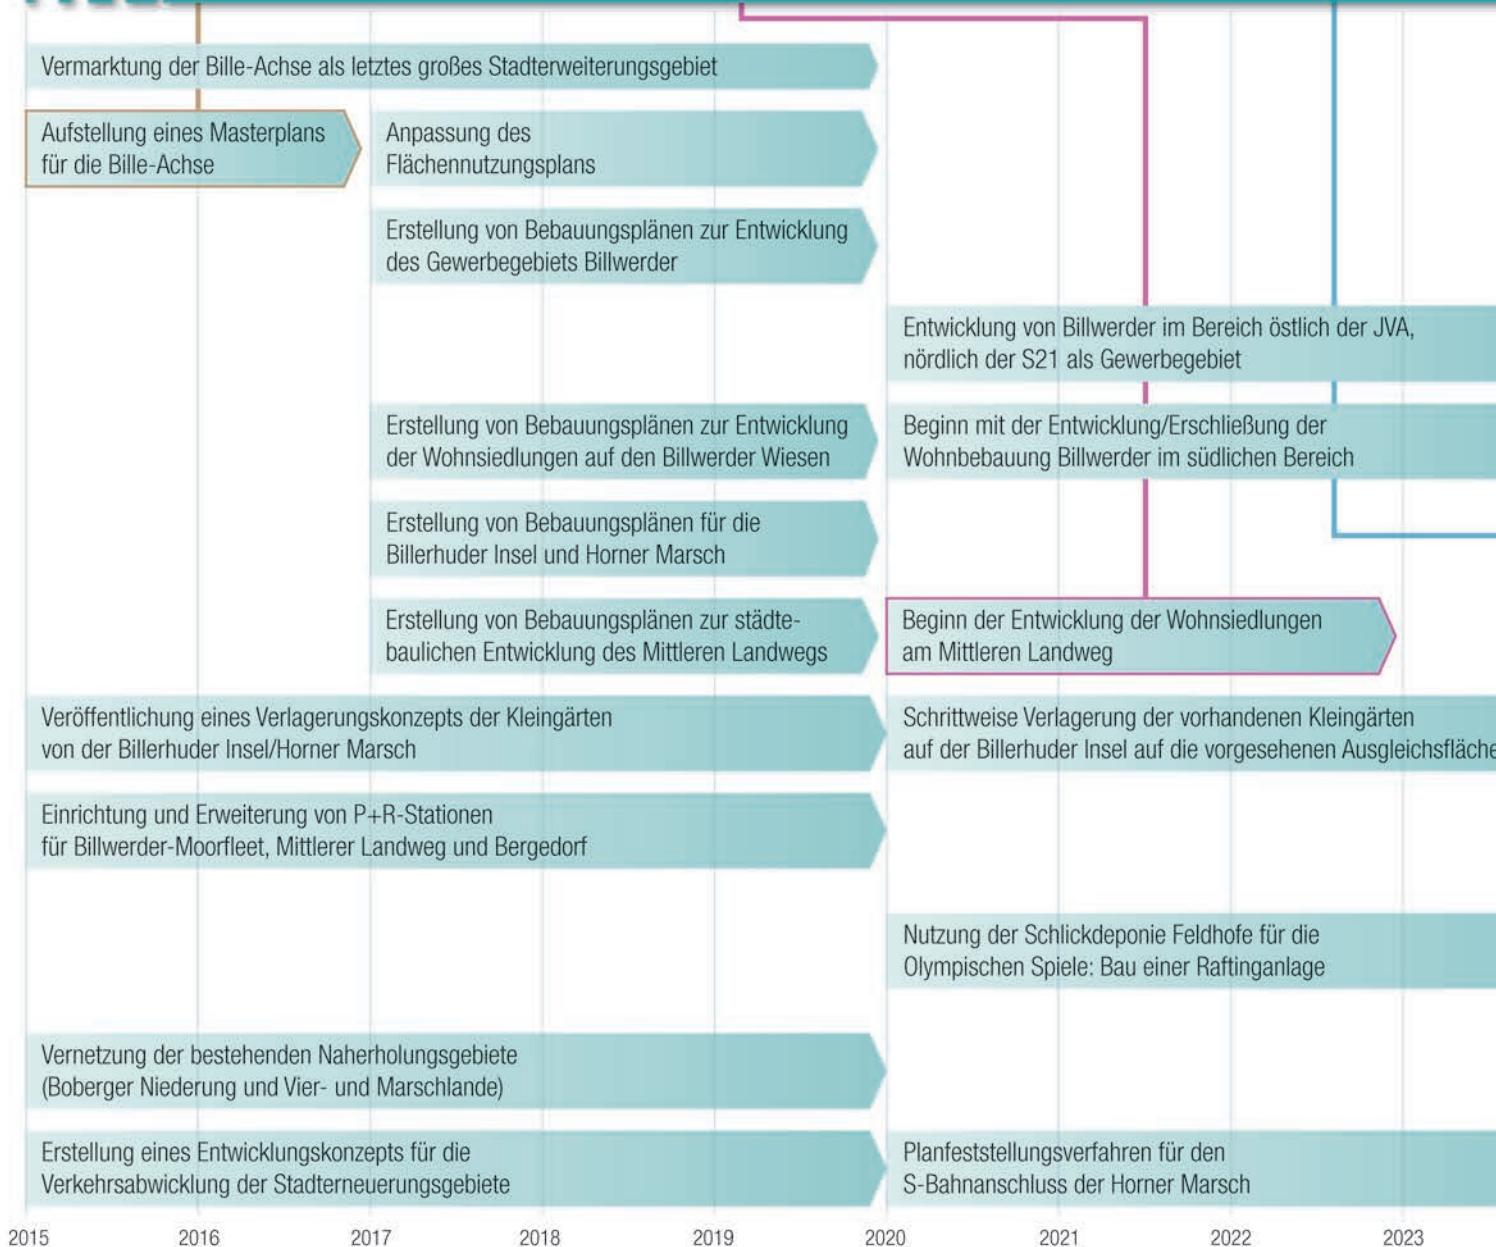 Vermarktung der Bille-Achse als letztes großes Stadterweiterungsgebiet
Aufstellung eines Masterplans
für die Bille-Achse
Anpassung des
Flächennutzungsplans
Erstellung von Bebauungsplänen zur Entwicklung
des Gewerbegebiets Billwerder
Entwicklung von Billwerder im Bereich östlich der JVA,
nördlich der S21 als Gewerbegebiet
Erstellung von Bebauungsplänen zur Entwicklung
der Wohnsiedlungen auf den Billwerder Wiesen
Beginn mit der Entwicklung/Erschließung der
Wohnbebauung Billwerder im südlichen Bereich
Erstellung von Bebauungsplänen für die
Billerhuder Insel und Horner Marsch
Erstellung von Bebauungsplänen zur städte-
baulichen Entwicklung des Mittleren Landwegs
Beginn der Entwicklung der Wohnsiedlungen
am Mittleren Landweg
Veröffentlichung eines Verlagerungskonzepts der Kleingärten
von der Billerhuder Insel/Horner Marsch
Schrittweise Verlagerung der vorhandenen Kleingärten
auf der Billerhuder Insel auf die vorgesehenen Ausgleichsfläche
Einrichtung und Erweiterung von P+R-Stationen
für Billwerder-Moorfleet, Mittlerer Landweg und Bergedorf
Nutzung der Schlickdeponie Feldhofe für die
Olympischen Spiele: Bau einer Raftinganlage
Vernetzung der bestehenden Naherholungsgebiete
(Boberger Niederung und Vier- und Marschlande)
Erstellung eines Entwicklungskonzepts für die
Verkehrsabwicklung der Stadterneuerungsgebiete
Planfeststellungsverfahren für den
S-Bahnanschluss der Horner Marsch
2015 2016 2017 2018 2019 2020 2021 2022 2023